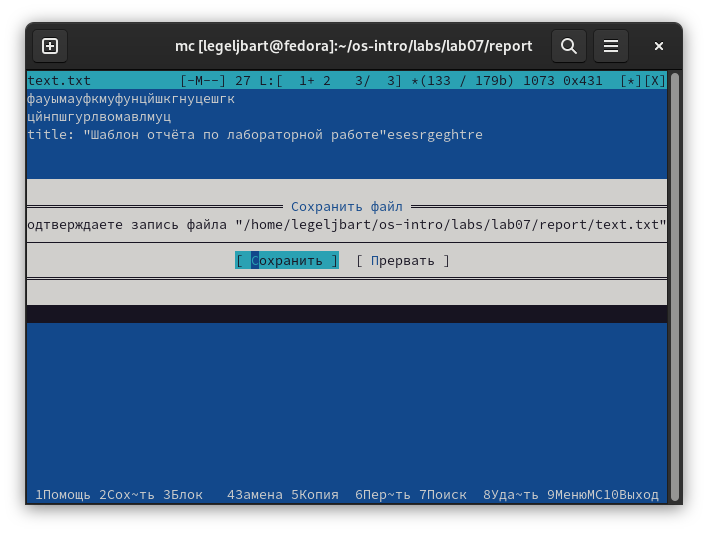 mc [legeljbart@fedora]:~/os-intro/labs/lab07/report
text.txt [-M--] 27 L:[ 1+ 2 3/ 3] *(133 / 179b) 1073 0x431 [*][X]
фауымауфкмуфунцйшкгнуцешгк
цйнпшгурлвомавлмуц
title: "Шаблон отчёта по лабораторной работе"esesrgeghtre
Сохранить файл
одтверждаете запись файла "/home/legeljbart/os-intro/labs/lab07/report/text.txt"
[ Сохранить ] [ Прервать ]
1Помощь 2Сох~ть 3Блок 4Замена 5Копия 6Пер~ть 7Поиск 8Уда~ть 9МенюMC10Выход